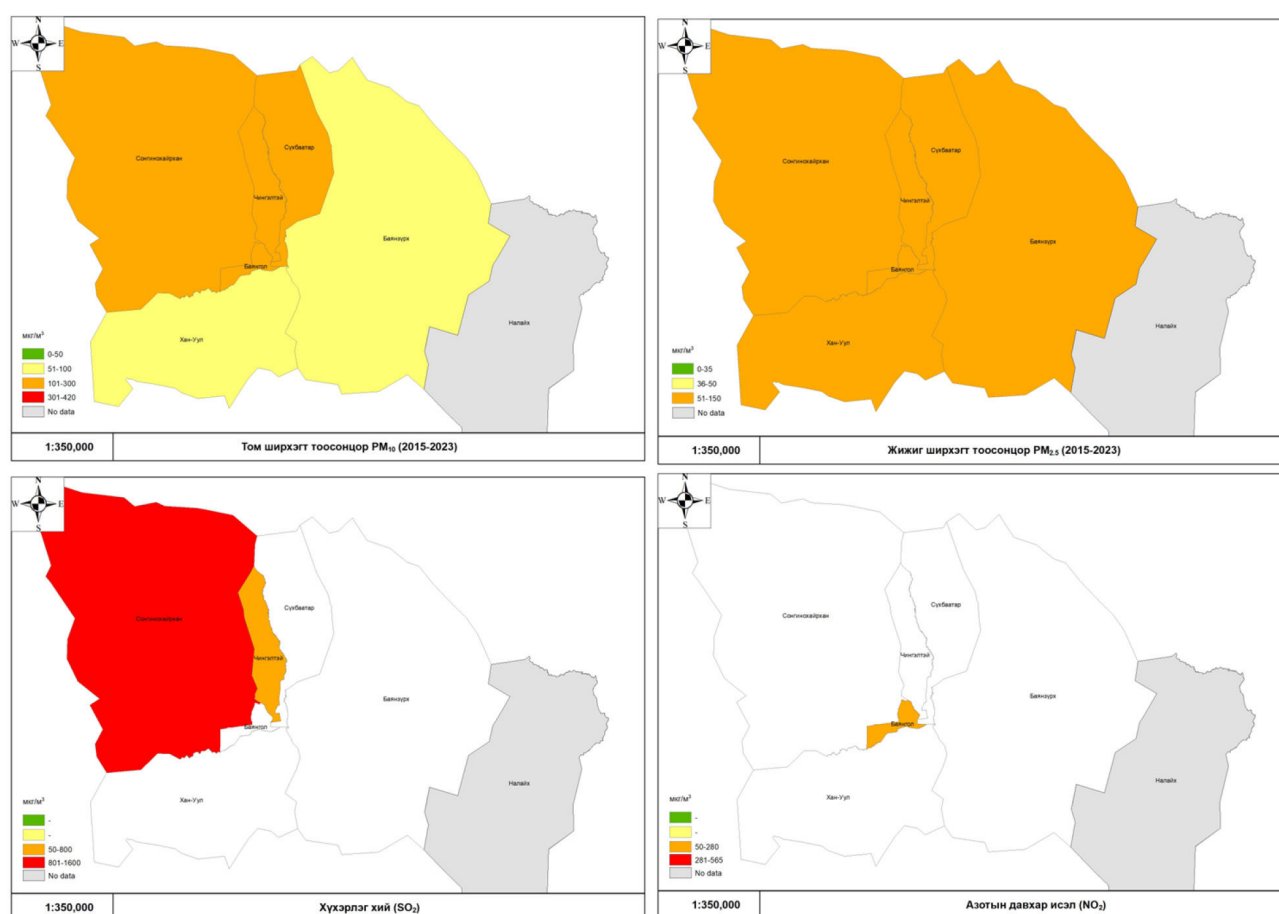 N
W E
S
Сонгинохайрхан
Сүхбаатар
Чингэлтэй
Баянзүрх
Баянгол
Налайх
Хан-Уул
мкг/м³
0-50
51-100
101-300
301-420
No data
1:350,000 Том ширхэгт тоосонцор PM₁₀ (2015-2023)
N
W E
S
Сүхбаатар
Сонгинохайрхан
Чингэлтэй
Баянзүрх
Баянгол
Хан-Уул
Налайх
мкг/м³
0-35
36-50
51-150
No data
1:350,000 Жижиг ширхэгт тоосонцор PM₂.₅ (2015-2023)
N
W E
S
Сүхбаатар
Сонгинохайрхан
Чингэлтэй
Баянзүрх
Баянгол
Налайх
Хан-Уул
мкг/м³
-
-
50-800
801-1600
No data
1:350,000 Хүхэрлэг хий (SO₂)
N
W E
S
Сүхбаатар
Сонгинохайрхан
Чингэлтэй
Баянзүрх
Баянгол
Налайх
Хан-Уул
мкг/м³
-
-
50-280
281-565
No data
1:350,000 Азотын давхар исэл (NO₂)